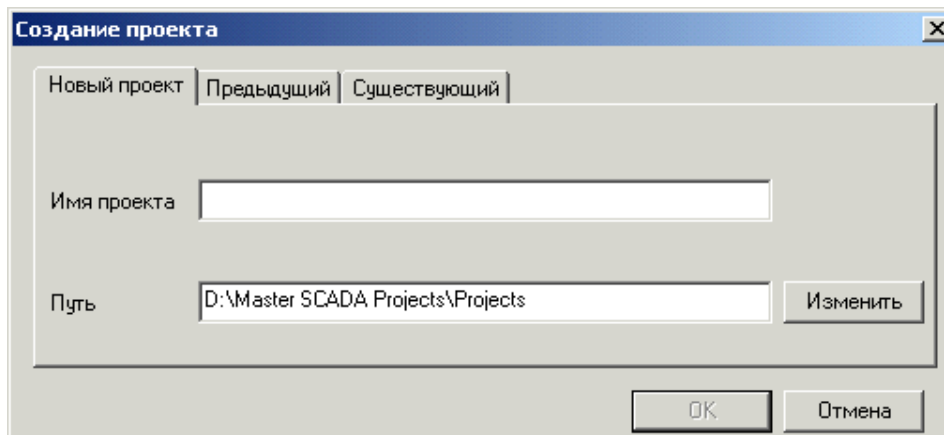 Создание проекта
Новый проект Предыдущий Существующий
Имя проекта
Путь D:\Master SCADA Projects\Projects Изменить
OK Отмена